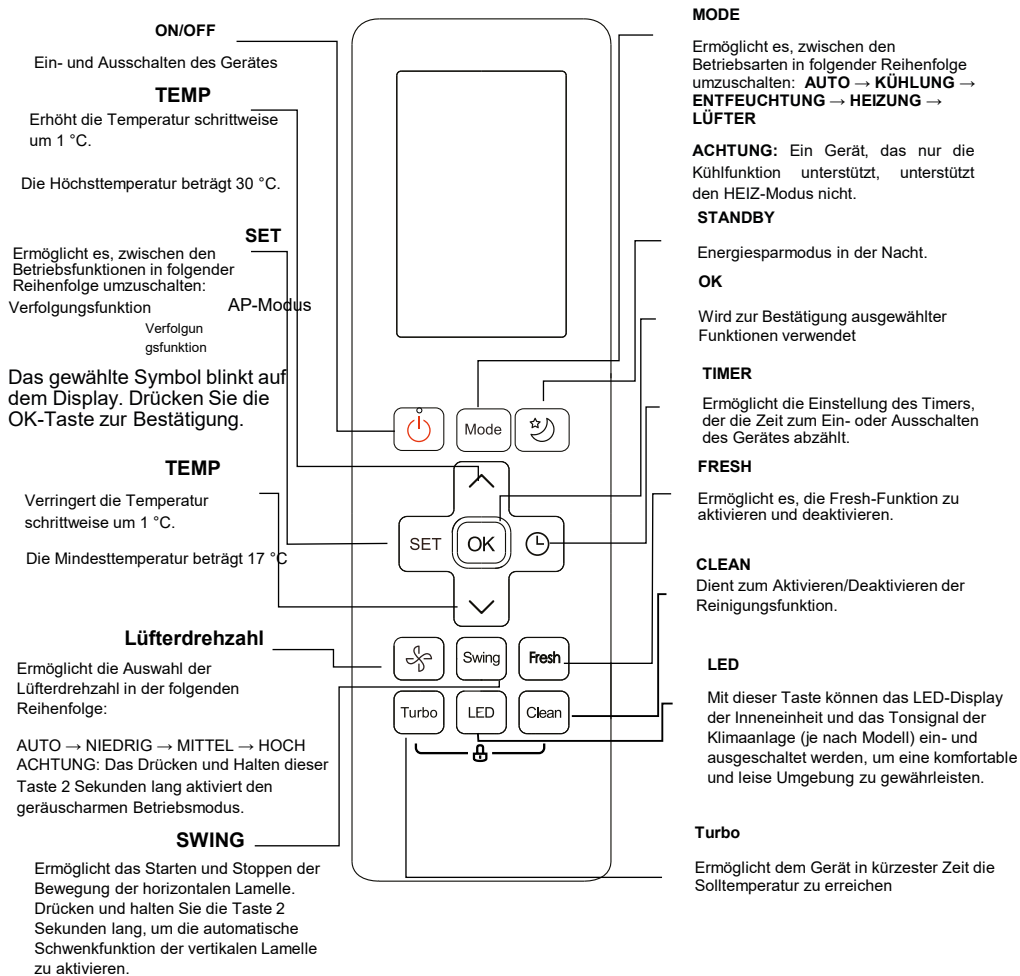 ON/OFF
Ein- und Ausschalten des Gerätes
TEMP
Erhöht die Temperatur schrittweise
um 1 °C.
Die Höchsttemperatur beträgt 30 °C.
SET
Ermöglicht es, zwischen den
Betriebsfunktionen in folgender
Reihenfolge umzuschalten:
Verfolgungsfunktion AP-Modus
Verfolgun
gsfunktion
Das gewählte Symbol blinkt auf
dem Display. Drücken Sie die
OK-Taste zur Bestätigung.
TEMP
Verringert die Temperatur
schrittweise um 1 °C.
Die Mindesttemperatur beträgt 17 °C
Lüfterdrehzahl
Ermöglicht die Auswahl der
Lüfterdrehzahl in der folgenden
Reihenfolge:
AUTO → NIEDRIG → MITTEL → HOCH
ACHTUNG: Das Drücken und Halten dieser
Taste 2 Sekunden lang aktiviert den
geräuscharmen Betriebsmodus.
SWING
Ermöglicht das Starten und Stoppen der
Bewegung der horizontalen Lamelle.
Drücken und halten Sie die Taste 2
Sekunden lang, um die automatische
Schwenkfunktion der vertikalen Lamelle
zu aktivieren.
Mode
SET
OK
Swing
Fresh
Turbo
LED
Clean
MODE
Ermöglicht es, zwischen den
Betriebsarten in folgender Reihenfolge
umzuschalten: AUTO → KÜHLUNG →
ENTFEUCHTUNG → HEIZUNG →
LÜFTER
ACHTUNG: Ein Gerät, das nur die
Kühlfunktion unterstützt, unterstützt
den HEIZ-Modus nicht.
STANDBY
Energiesparmodus in der Nacht.
OK
Wird zur Bestätigung ausgewählter
Funktionen verwendet
TIMER
Ermöglicht die Einstellung des Timers,
der die Zeit zum Ein- oder Ausschalten
des Gerätes abzählt.
FRESH
Ermöglicht es, die Fresh-Funktion zu
aktivieren und deaktivieren.
CLEAN
Dient zum Aktivieren/Deaktivieren der
Reinigungsfunktion.
LED
Mit dieser Taste können das LED-Display
der Inneneinheit und das Tonsignal der
Klimaanlage (je nach Modell) ein- und
ausgeschaltet werden, um eine komfortable
und leise Umgebung zu gewährleisten.
Turbo
Ermöglicht dem Gerät in kürzester Zeit die
Solltemperatur zu erreichen